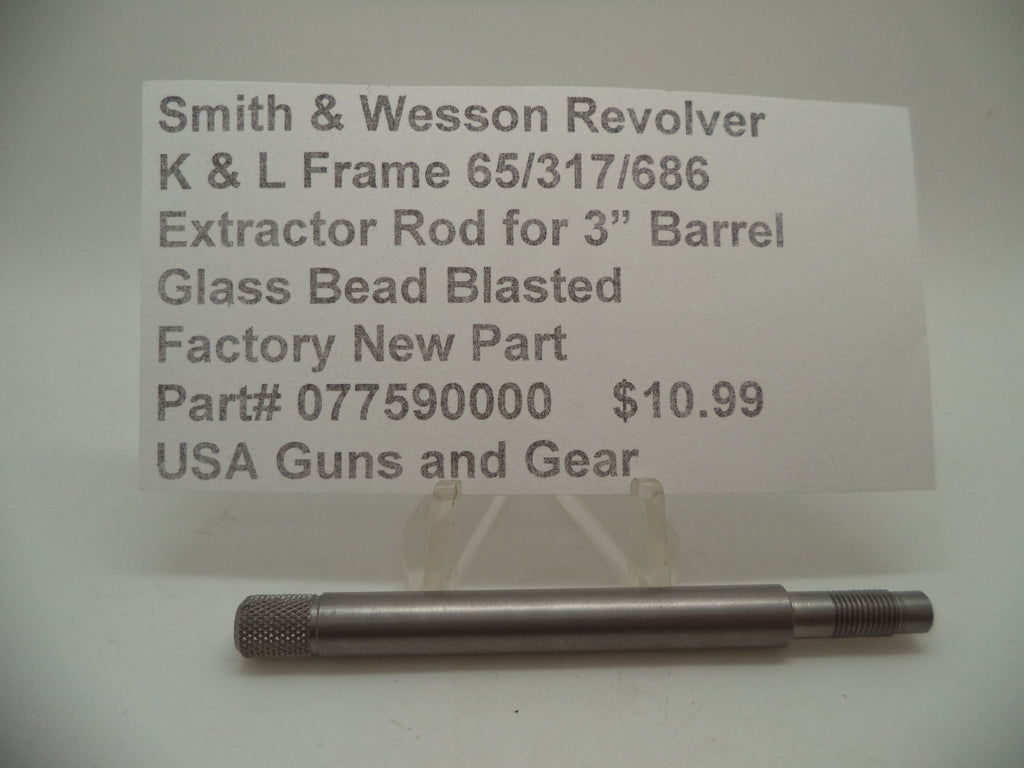 Smith & Wesson Revolver
K & L Frame 65/317/686
Extractor Rod for 3” Barrel
Glass Bead Blasted
Factory New Part
Part# 077590000 $10.99
USA Guns and Gear